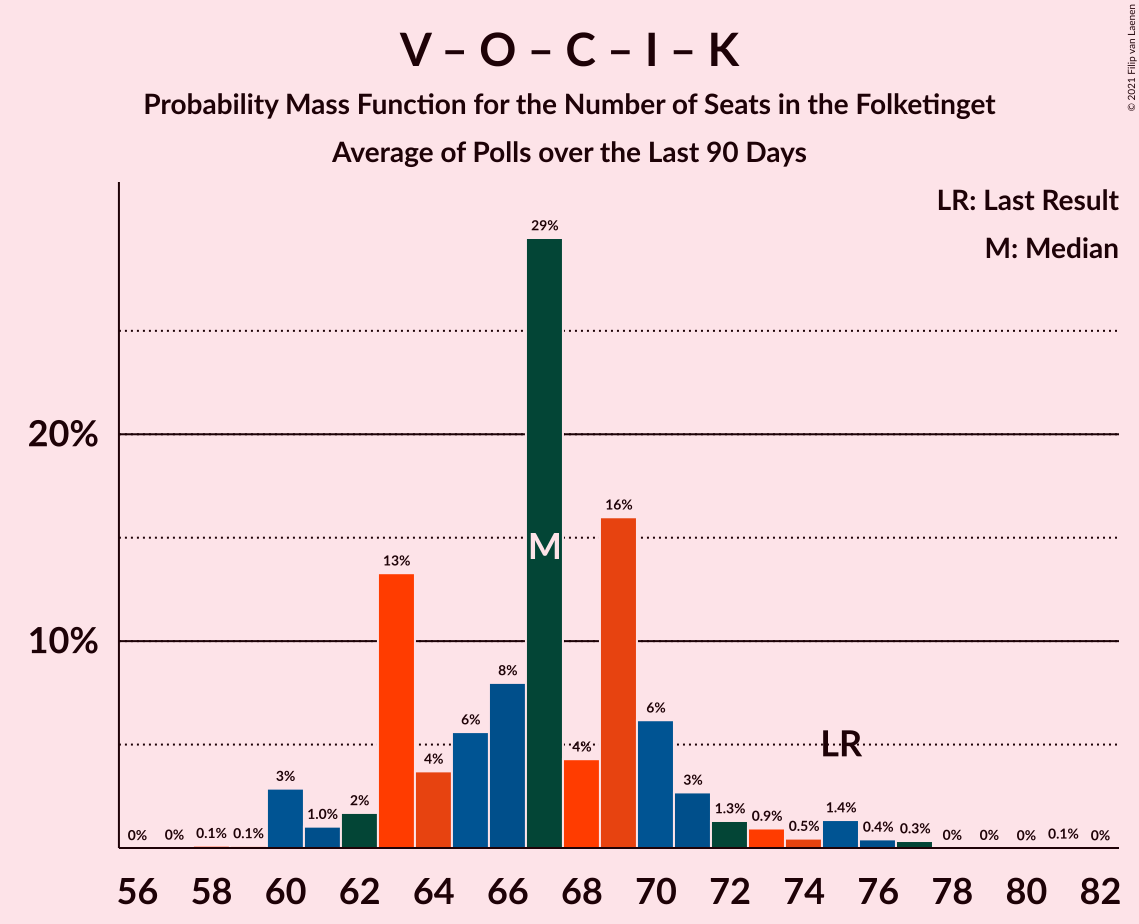 V – O – C – I – K
Probability Mass Function for the Number of Seats in the Folketinget
Average of Polls over the Last 90 Days
© 2021 Filip van Laenen
LR: Last Result
M: Median
20%
10%
0% 0% 0.1% 0.1% 3% 1.0% 2% 13% 4% 6% 8% 29% 4% 16% 6% 3% 1.3% 0.9% 0.5% 1.4% 0.4% 0.3% 0% 0% 0% 0.1% 0%
M
LR
56 58 60 62 64 66 68 70 72 74 76 78 80 82